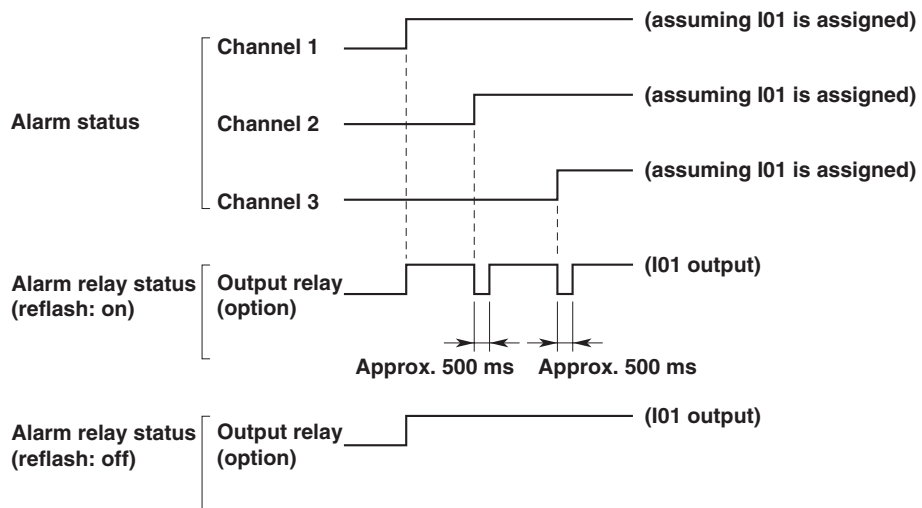 (assuming I01 is assigned)
Channel 1
(assuming I01 is assigned)
Alarm status
Channel 2
(assuming I01 is assigned)
Channel 3
Alarm relay status
(reflash: on)
Output relay
(option)
(I01 output)
Approx. 500 ms
Approx. 500 ms
Alarm relay status
(reflash: off)
Output relay
(option)
(I01 output)